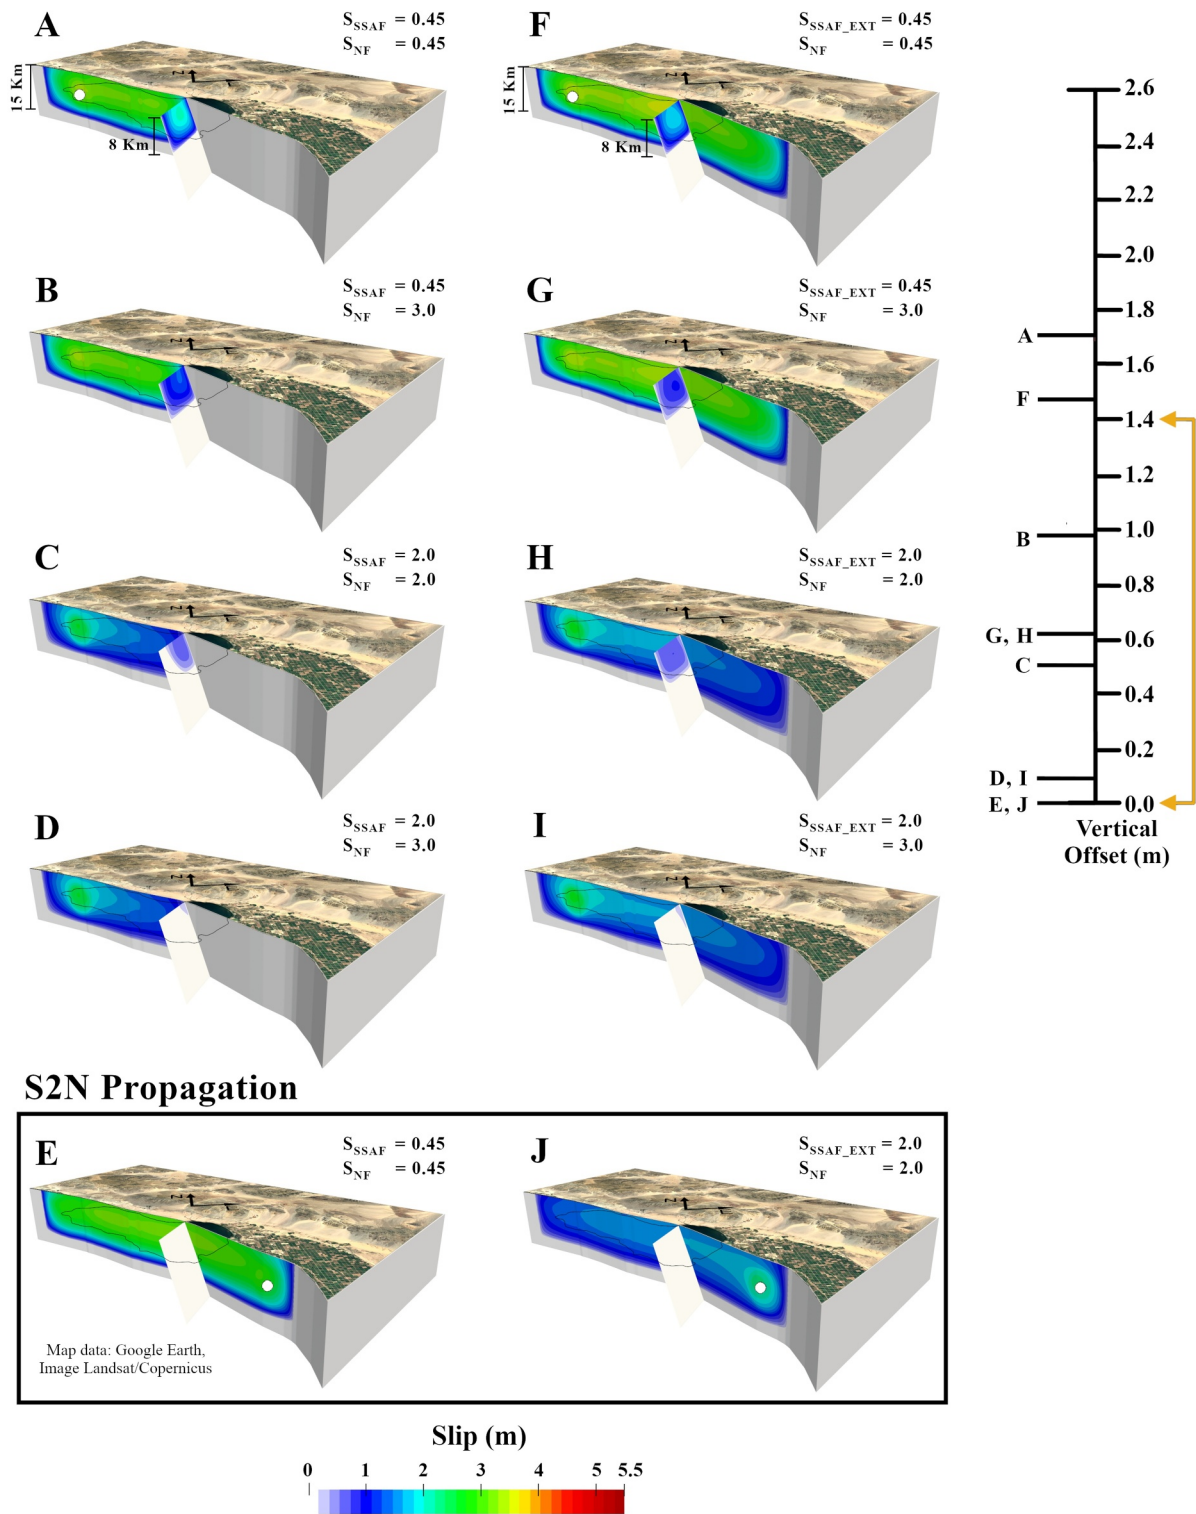 A
S_SSAF = 0.45
S_NF = 0.45
N
15 Km
8 Km
F
S_SSAF_EXT = 0.45
S_NF = 0.45
N
15 Km
8 Km
B
S_SSAF = 0.45
S_NF = 3.0
N
G
S_SSAF_EXT = 0.45
S_NF = 3.0
N
C
S_SSAF = 2.0
S_NF = 2.0
N
H
S_SSAF_EXT = 2.0
S_NF = 2.0
N
D
S_SSAF = 2.0
S_NF = 3.0
N
I
S_SSAF_EXT = 2.0
S_NF = 3.0
N
2.6
2.4
2.2
2.0
1.8
A
1.6
F
1.4
1.2
1.0
B
0.8
G, H
0.6
C
0.4
0.2
D, I
E, J
0.0
Vertical
Offset (m)
S2N Propagation
E
S_SSAF = 0.45
S_NF = 0.45
N
Map data: Google Earth,
Image Landsat/Copernicus
J
S_SSAF_EXT = 2.0
S_NF = 2.0
N
Slip (m)
0 1 2 3 4 5 5.5